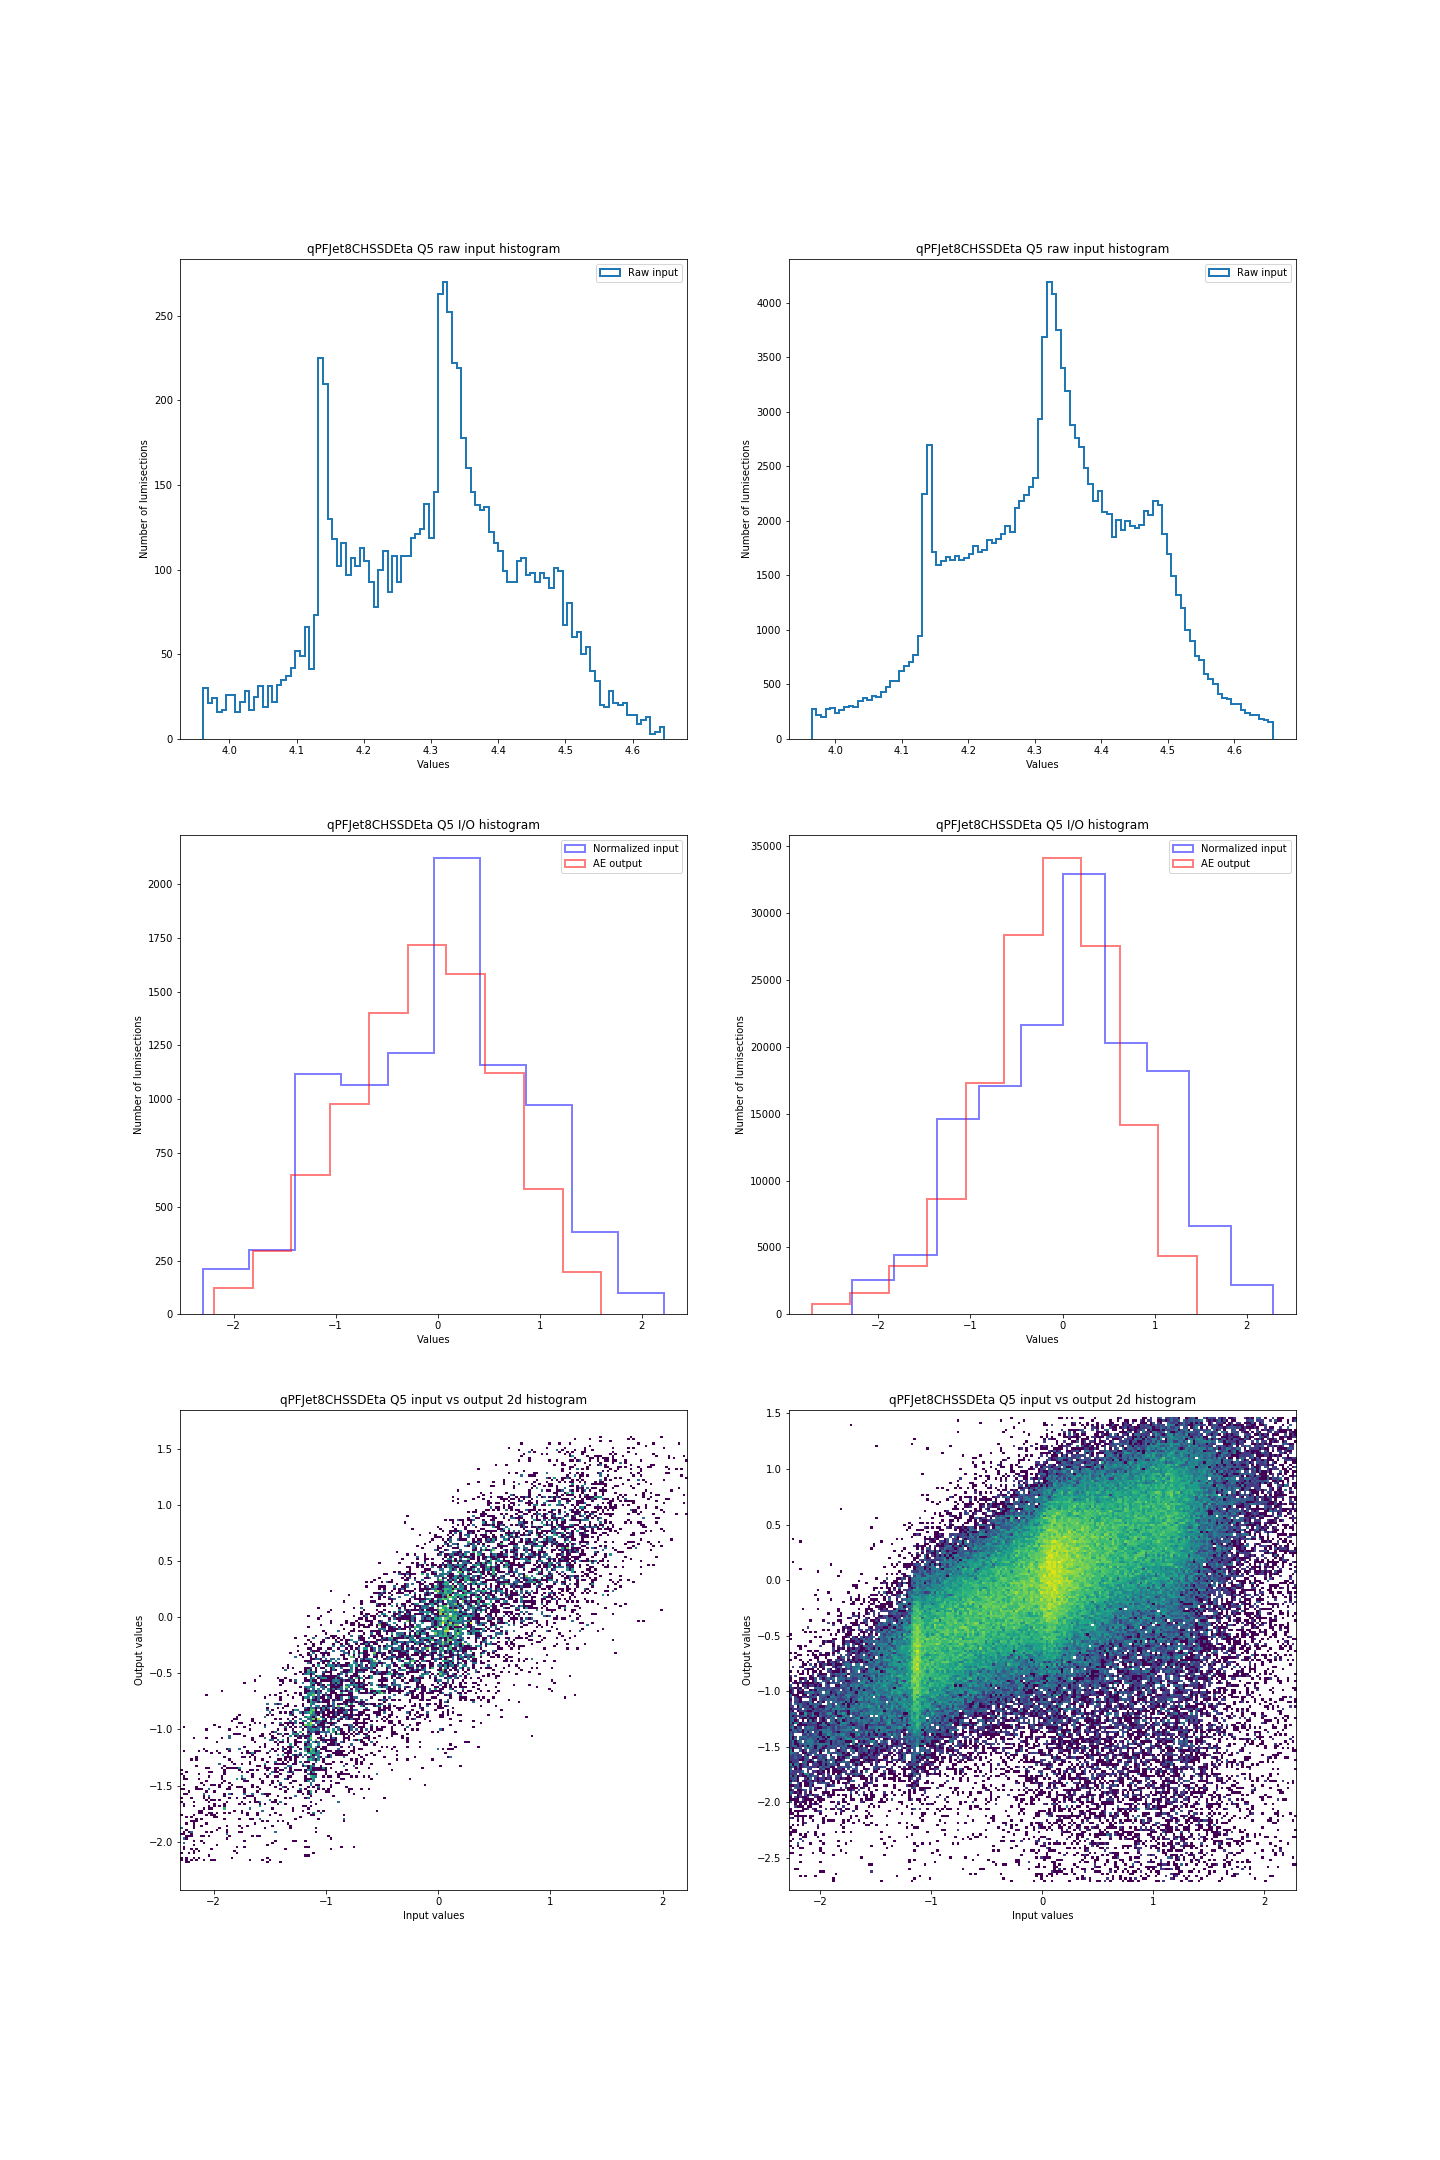 qPFJet8CHSSDEta Q5 raw input histogram
Raw input
250
200
150
100
50
0
Number of lumisections
4.0 4.1 4.2 4.3 4.4 4.5 4.6
Values
qPFJet8CHSSDEta Q5 raw input histogram
Raw input
4000
3500
3000
2500
2000
1500
1000
500
0
Number of lumisections
4.0 4.1 4.2 4.3 4.4 4.5 4.6
Values
qPFJet8CHSSDEta Q5 I/O histogram
Normalized input
AE output
2000
1750
1500
1250
1000
750
500
250
0
Number of lumisections
−2 −1 0 1 2
Values
qPFJet8CHSSDEta Q5 I/O histogram
Normalized input
AE output
35000
30000
25000
20000
15000
10000
5000
0
Number of lumisections
−2 −1 0 1 2
Values
qPFJet8CHSSDEta Q5 input vs output 2d histogram
1.5
1.0
0.5
0.0
−0.5
−1.0
−1.5
−2.0
Output values
−2 −1 0 1 2
Input values
qPFJet8CHSSDEta Q5 input vs output 2d histogram
1.5
1.0
0.5
0.0
−0.5
−1.0
−1.5
−2.0
−2.5
Output values
−2 −1 0 1 2
Input values